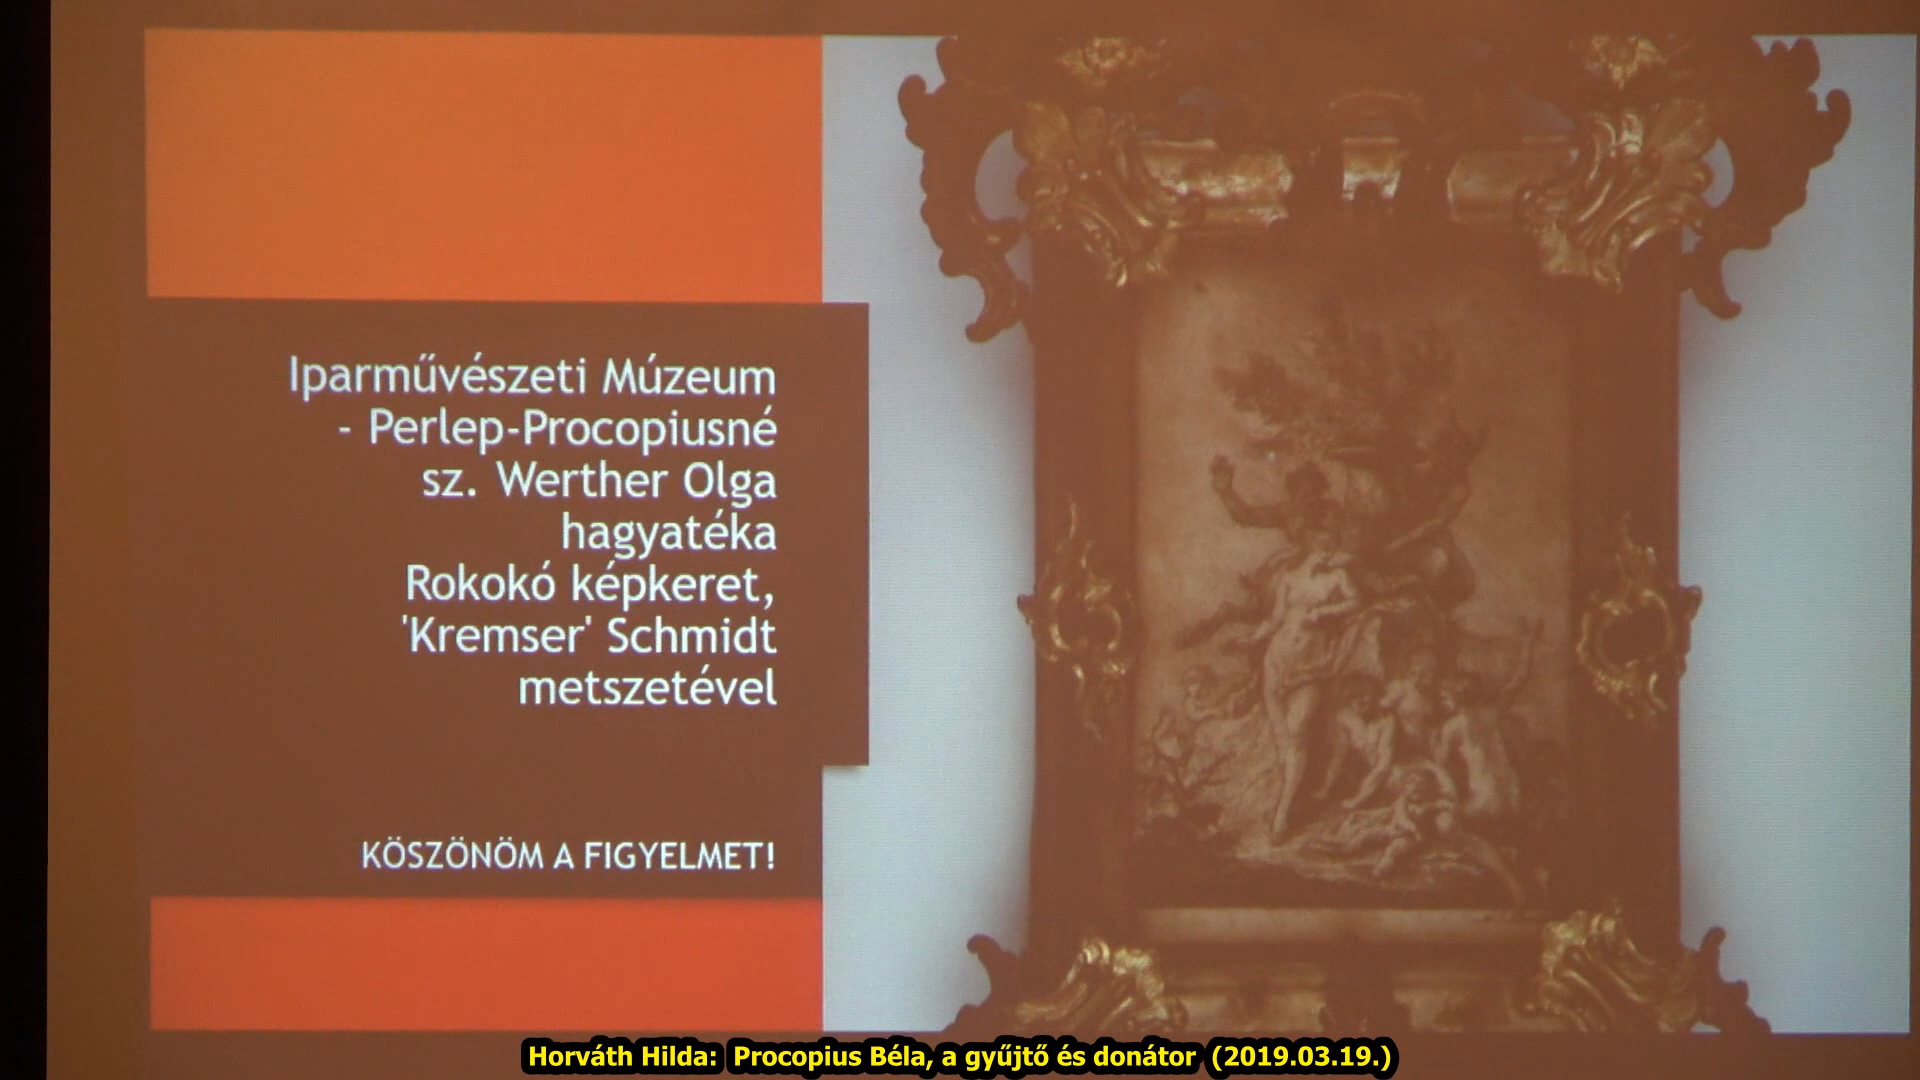 Iparművészeti Múzeum
- Perlep-Procopiusné
sz. Werther Olga
hagyatéka
Rokokó képkeret,
'Kremser' Schmidt
metszetével
KÖSZÖNÖM A FIGYELMET!
Horváth Hilda: Procopius Béla, a gyűjtő és donátor (2019.03.19.)